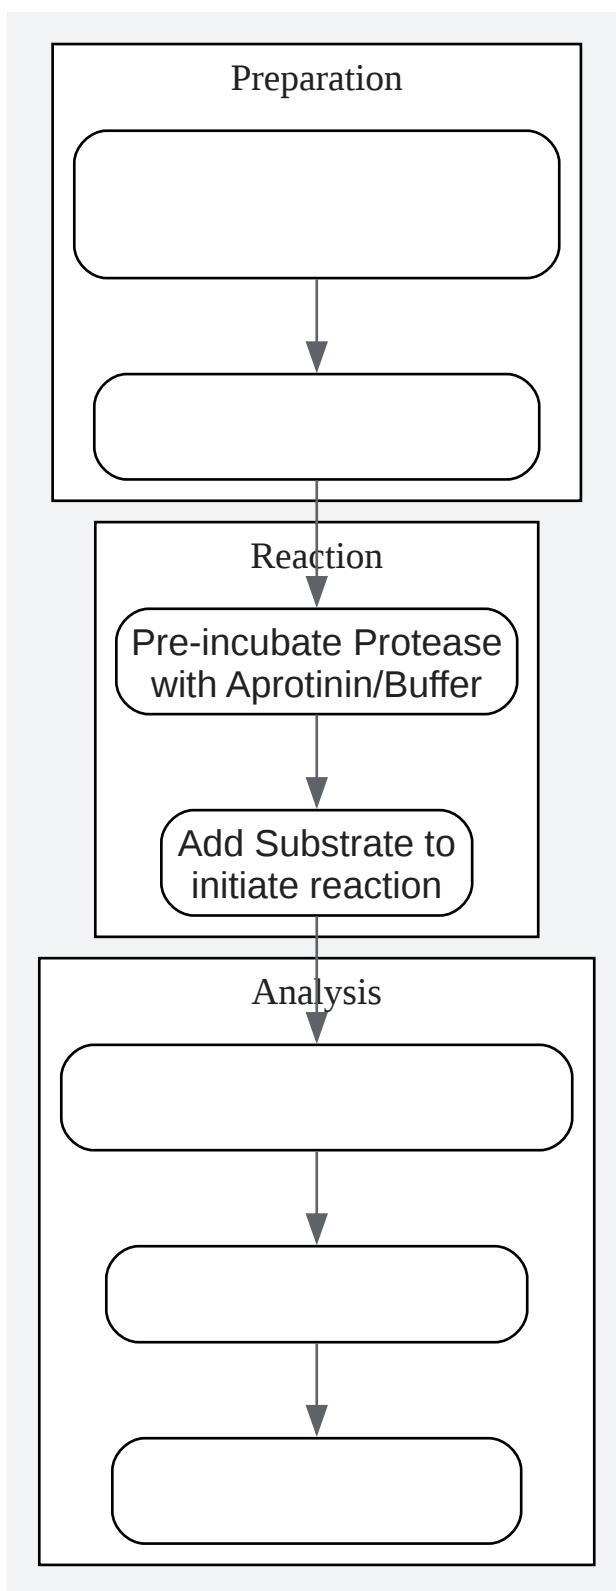 Preparation
Reaction
Pre-incubate Protease
with Aprotinin/Buffer
Add Substrate to
initiate reaction
Analysis